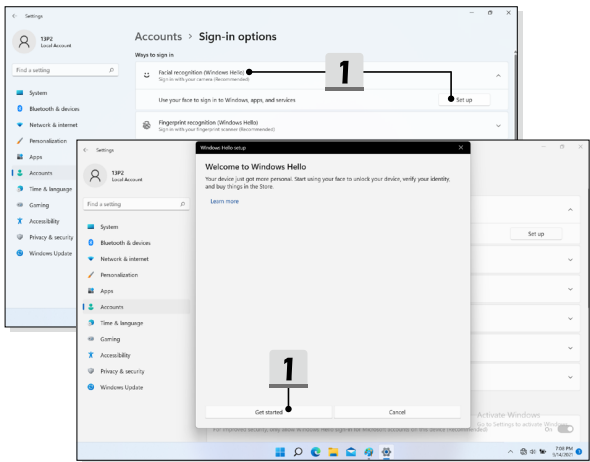 Settings
13P2
Local Account
Find a setting
System
Bluetooth & devices
Network & internet
Personalization
Apps
Accounts
Time & language
Gaming
Accessibility
Privacy & security
Windows Update
Accounts > Sign-in options
Ways to sign in
Facial recognition (Windows Hello)
Sign in with your camera (Recommended)
1
Use your face to sign in to Windows, apps, and services
Set up
Fingerprint recognition (Windows Hello)
Sign in with your fingerprint scanner (Recommended)
Settings
13P2
Local Account
Find a setting
System
Bluetooth & devices
Network & internet
Personalization
Apps
Accounts
Time & language
Gaming
Accessibility
Privacy & security
Windows Update
Windows Hello setup
Welcome to Windows Hello
Your device just got more personal. Start using your face to unlock your device, verify your identity,
and buy things in the Store.
Learn more
1
Get started
Cancel
Set up
Activate Windows
Go to Settings to activate Windows.
On
7:03 PM
9/14/2021